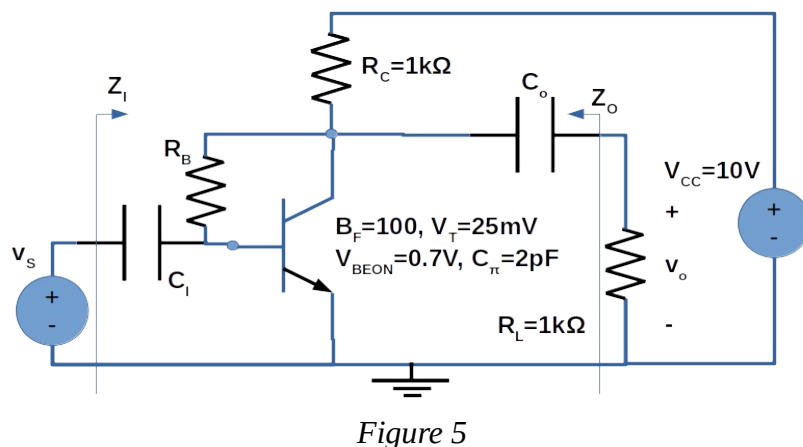 R_C=1kΩ
Z_I
C_o
Z_O
R_B
V_CC=10V
+
v_o
-
+
-
B_F=100, V_T=25mV
V_BEON=0.7V, C_π=2pF
v_S
+
-
C_I
R_L=1kΩ
Figure 5